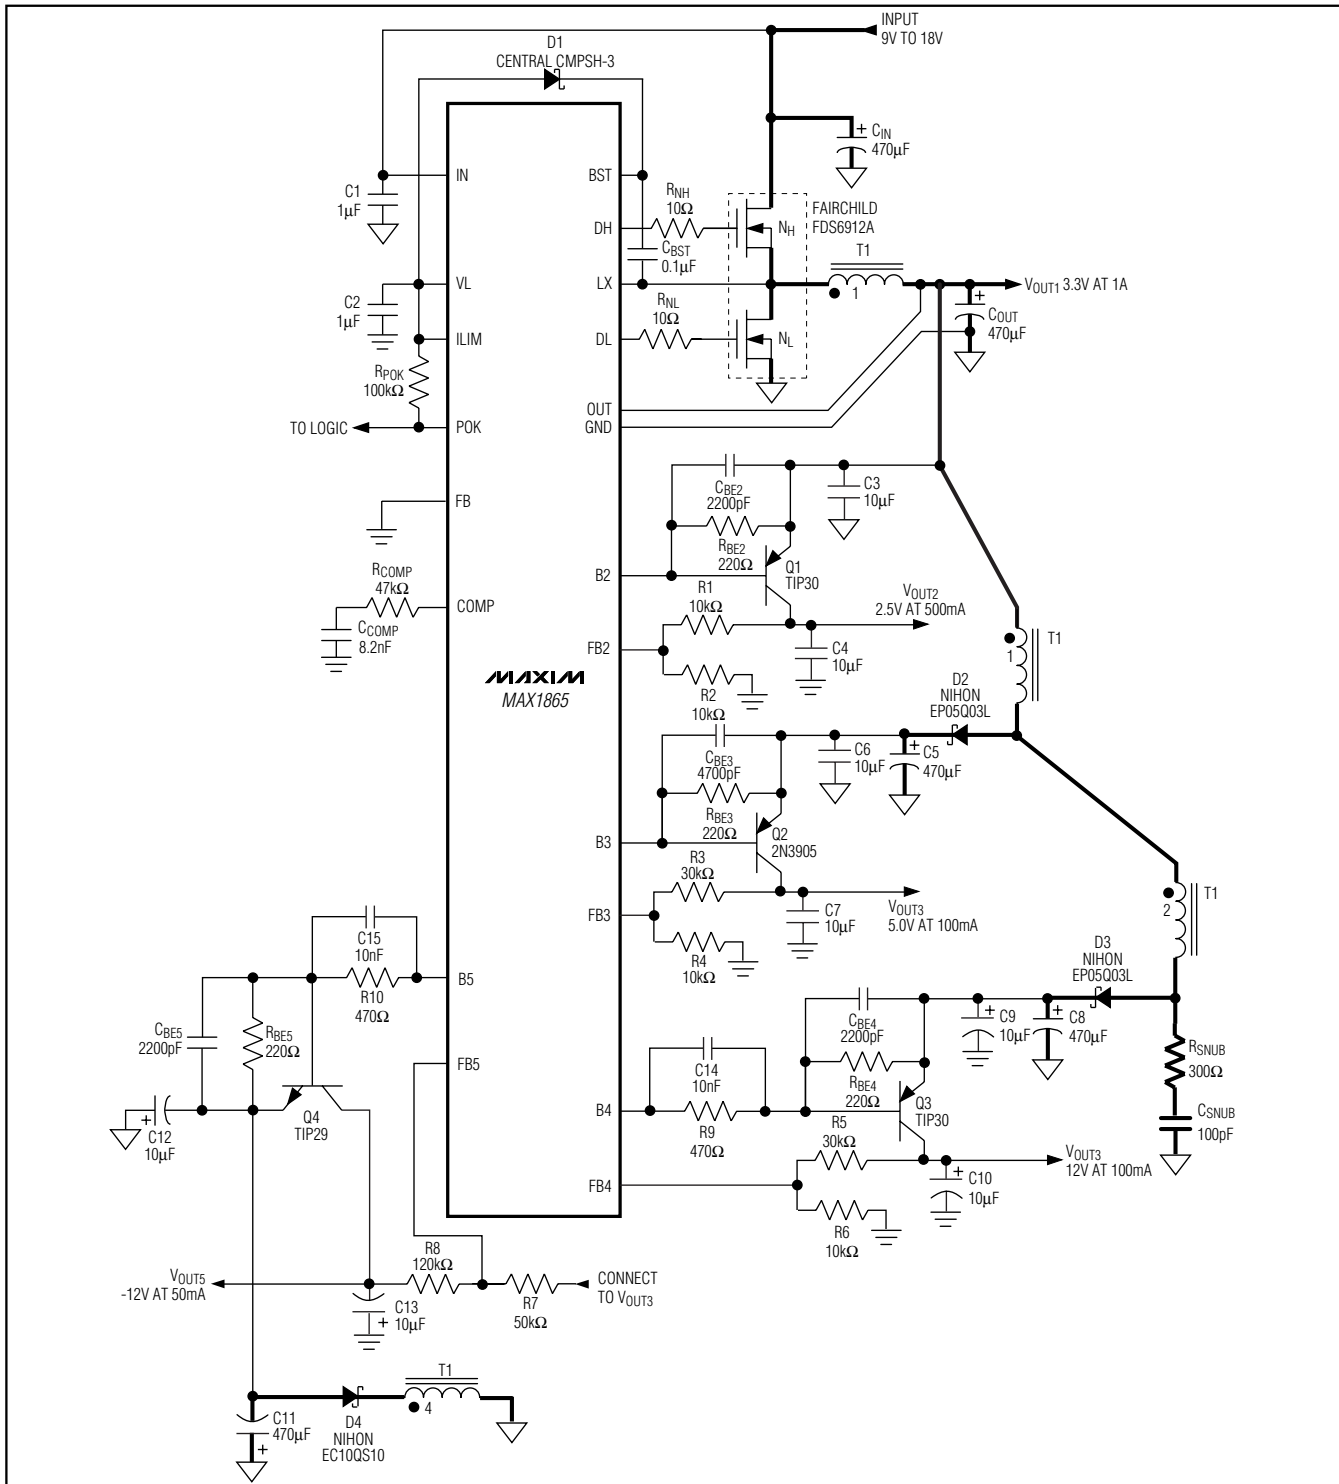 INPUT
9V TO 18V
D1
CENTRAL CMPSH-3
+
CIN
470µF
IN
BST
C1
1µF
RNH
10Ω
FAIRCHILD
FDS6912A
DH
NH
CBST
0.1µF
T1
1
VL
LX
VOUT1 3.3V AT 1A
C2
1µF
RNL
10Ω
+
COUT
470µF
ILIM
DL
NL
RPOK
100kΩ
OUT
GND
TO LOGIC
POK
FB
CBE2
2200pF
C3
10µF
RBE2
220Ω
Q1
TIP30
B2
RCOMP
47kΩ
COMP
CCOMP
8.2nF
R1
10kΩ
VOUT2
2.5V AT 500mA
FB2
C4
10µF
R2
10kΩ
T1
1
MAXIM
MAX1865
D2
NIHON
EP05Q03L
CBE3
4700pF
C6
10µF
+
C5
470µF
RBE3
220Ω
Q2
2N3905
B3
R3
30kΩ
T1
2
FB3
C7
10µF
VOUT3
5.0V AT 100mA
R4
10kΩ
C15
10nF
R10
470Ω
B5
D3
NIHON
EP05Q03L
CBE5
2200pF
RBE5
220Ω
CBE4
2200pF
+
C9
10µF
+
C8
470µF
RSNUB
300Ω
FB5
C14
10nF
RBE4
220Ω
Q3
TIP30
B4
R9
470Ω
CSNUB
100pF
+
C12
10µF
Q4
TIP29
R5
30kΩ
VOUT3
12V AT 100mA
FB4
+
C10
10µF
R6
10kΩ
VOUT5
-12V AT 50mA
R8
120kΩ
CONNECT
TO VOUT3
R7
50kΩ
C13
10µF
+
T1
4
C11
470µF
+
D4
NIHON
EC10QS10